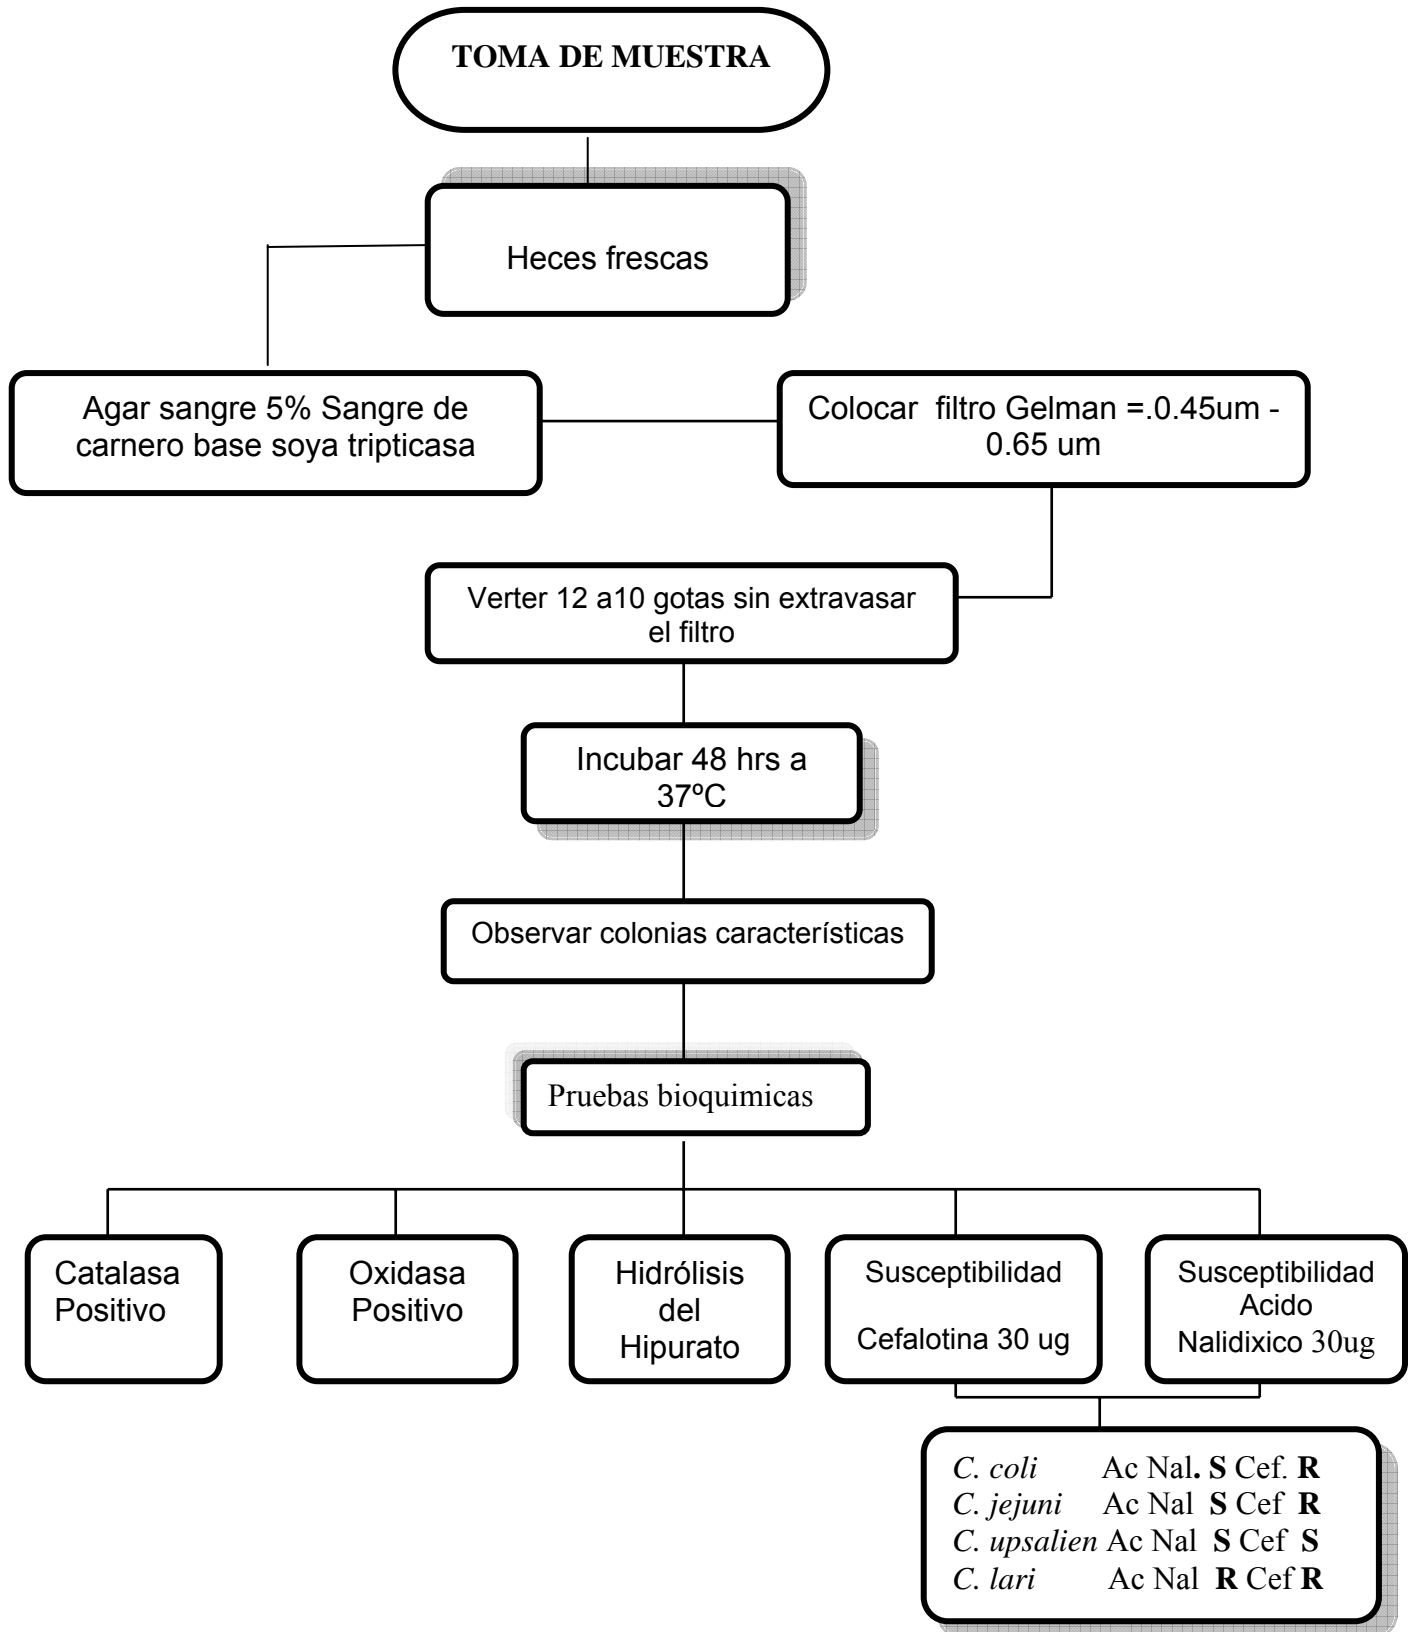 TOMA DE MUESTRA
Heces frescas
Agar sangre 5% Sangre de
carnero base soya tripticasa
Colocar filtro Gelman =.0.45um -
0.65 um
Verter 12 a10 gotas sin extravasar
el filtro
Incubar 48 hrs a
37ºC
Observar colonias características
Pruebas bioquimicas
Catalasa
Positivo
Oxidasa
Positivo
Hidrólisis
del
Hipurato
Susceptibilidad
Cefalotina 30 ug
Susceptibilidad
Acido
Nalidixico 30ug
C. coli Ac Nal. S Cef. R
C. jejuni Ac Nal S Cef R
C. upsalien Ac Nal S Cef S
C. lari Ac Nal R Cef R